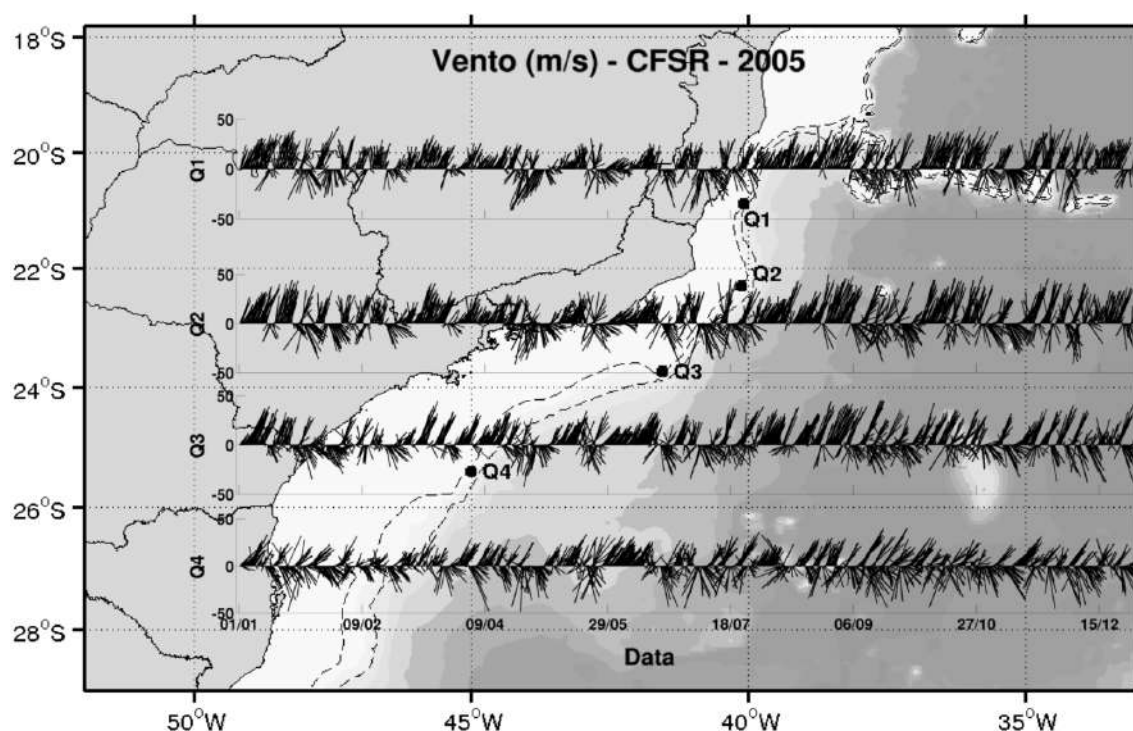 Vento (m/s) - CFSR - 2005
18°S
20°S
22°S
24°S
26°S
28°S
50
Q1
0
-50
Q1
50
Q2
Q2
0
-50
Q3
Q3
0
Q4
-50
50
Q4
0
-50
01/01 09/02 09/04 29/05 18/07 06/09 27/10 15/12
Data
50°W 45°W 40°W 35°W